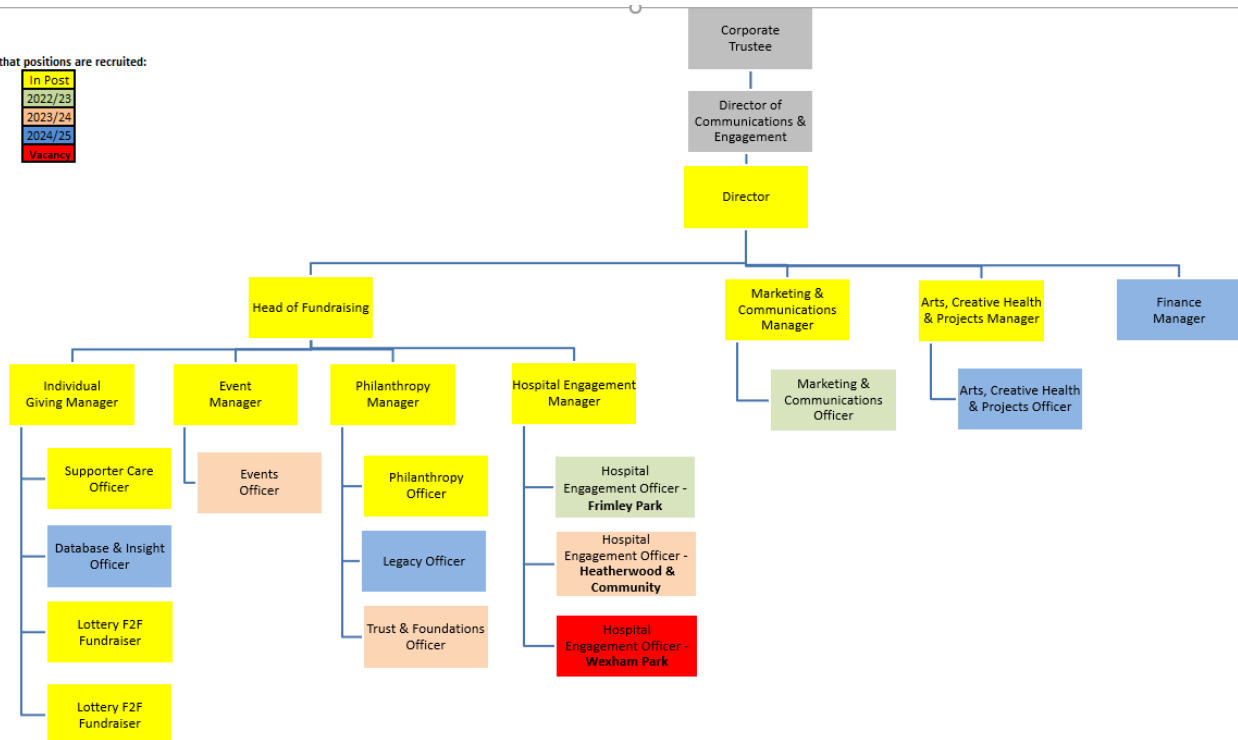 Corporate
Trustee
that positions are recruited:
In Post
2022/23
2023/24
2024/25
Vacancy
Director of
Communications &
Engagement
Director
Head of Fundraising
Marketing &
Communications
Manager
Arts, Creative Health
& Projects Manager
Finance
Manager
Individual
Giving Manager
Event
Manager
Philanthropy
Manager
Hospital Engagement
Manager
Marketing &
Communications
Officer
Arts, Creative Health
& Projects Officer
Supporter Care
Officer
Events
Officer
Philanthropy
Officer
Hospital
Engagement Officer -
Frimley Park
Database & Insight
Officer
Legacy Officer
Hospital
Engagement Officer -
Heatherwood &
Community
Lottery F2F
Fundraiser
Trust & Foundations
Officer
Hospital
Engagement Officer -
Wexham Park
Lottery F2F
Fundraiser